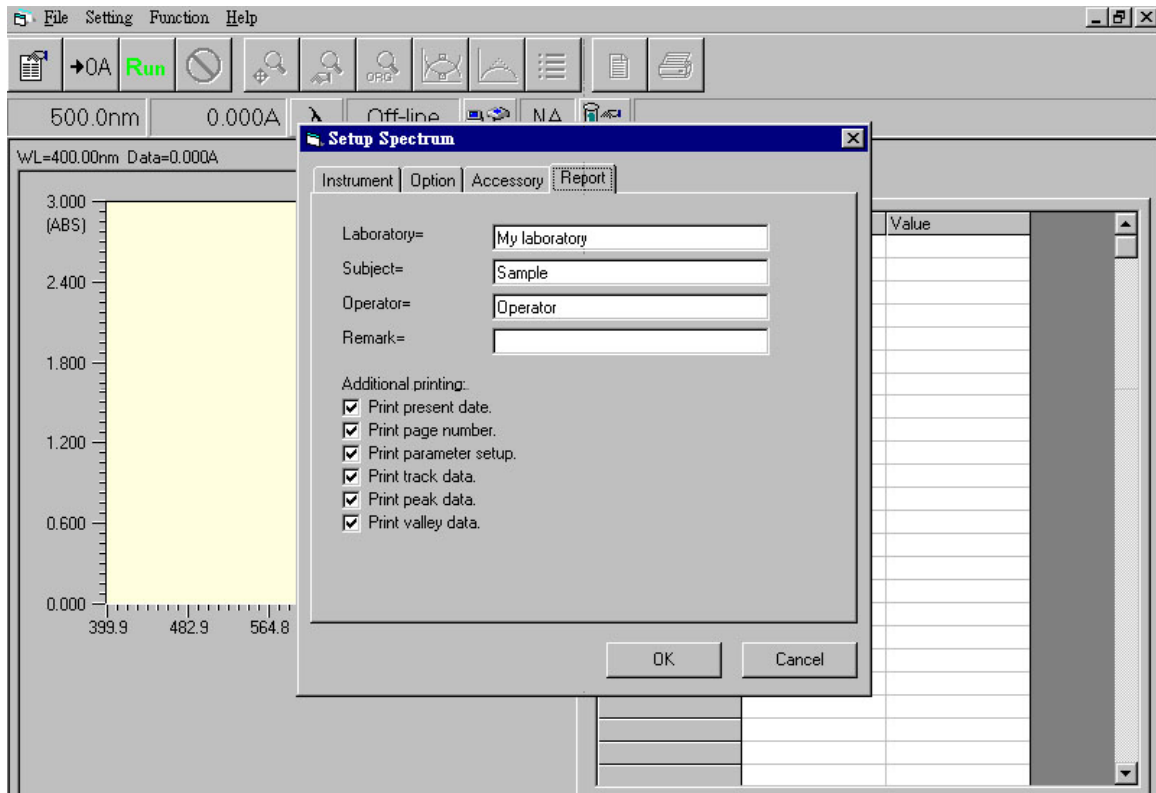 File Setting Function Help
→0A Run ORG
500.0nm 0.000A λ Off-line NA
WL=400.00nm Data=0.000A
3.000
(ABS)
2.400
1.800
1.200
0.600
0.000
399.9 482.9 564.8
Setup Spectrum
Instrument Option Accessory Report
Laboratory= My laboratory
Subject= Sample
Operator= Operator
Remark=
Additional printing:.
Print present date.
Print page number.
Print parameter setup.
Print track data.
Print peak data.
Print valley data.
OK Cancel
Value